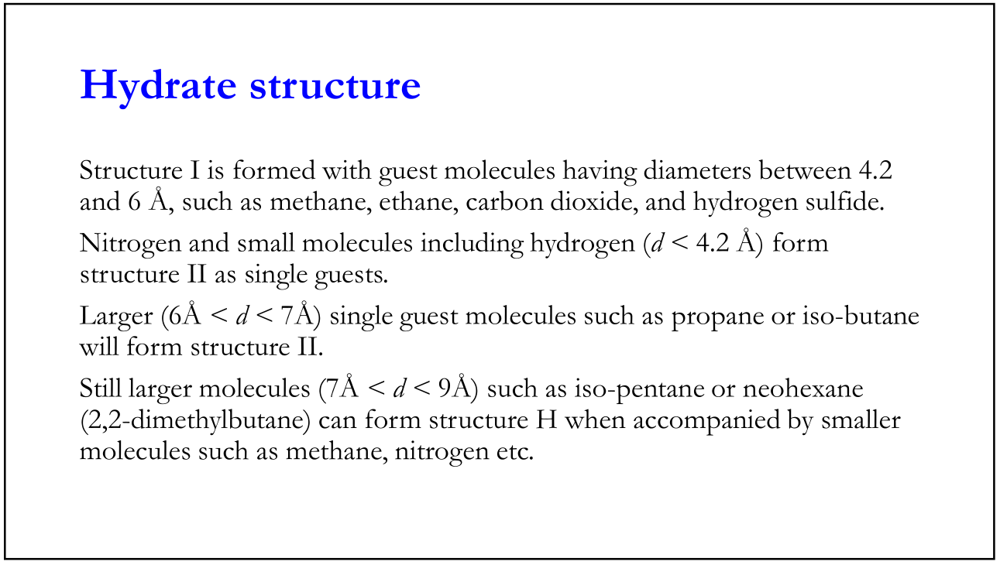 Hydrate structure
Structure I is formed with guest molecules having diameters between 4.2
and 6 Å, such as methane, ethane, carbon dioxide, and hydrogen sulfide.
Nitrogen and small molecules including hydrogen (d < 4.2 Å) form
structure II as single guests.
Larger (6Å < d < 7Å) single guest molecules such as propane or iso-butane
will form structure II.
Still larger molecules (7Å < d < 9Å) such as iso-pentane or neohexane
(2,2-dimethylbutane) can form structure H when accompanied by smaller
molecules such as methane, nitrogen etc.